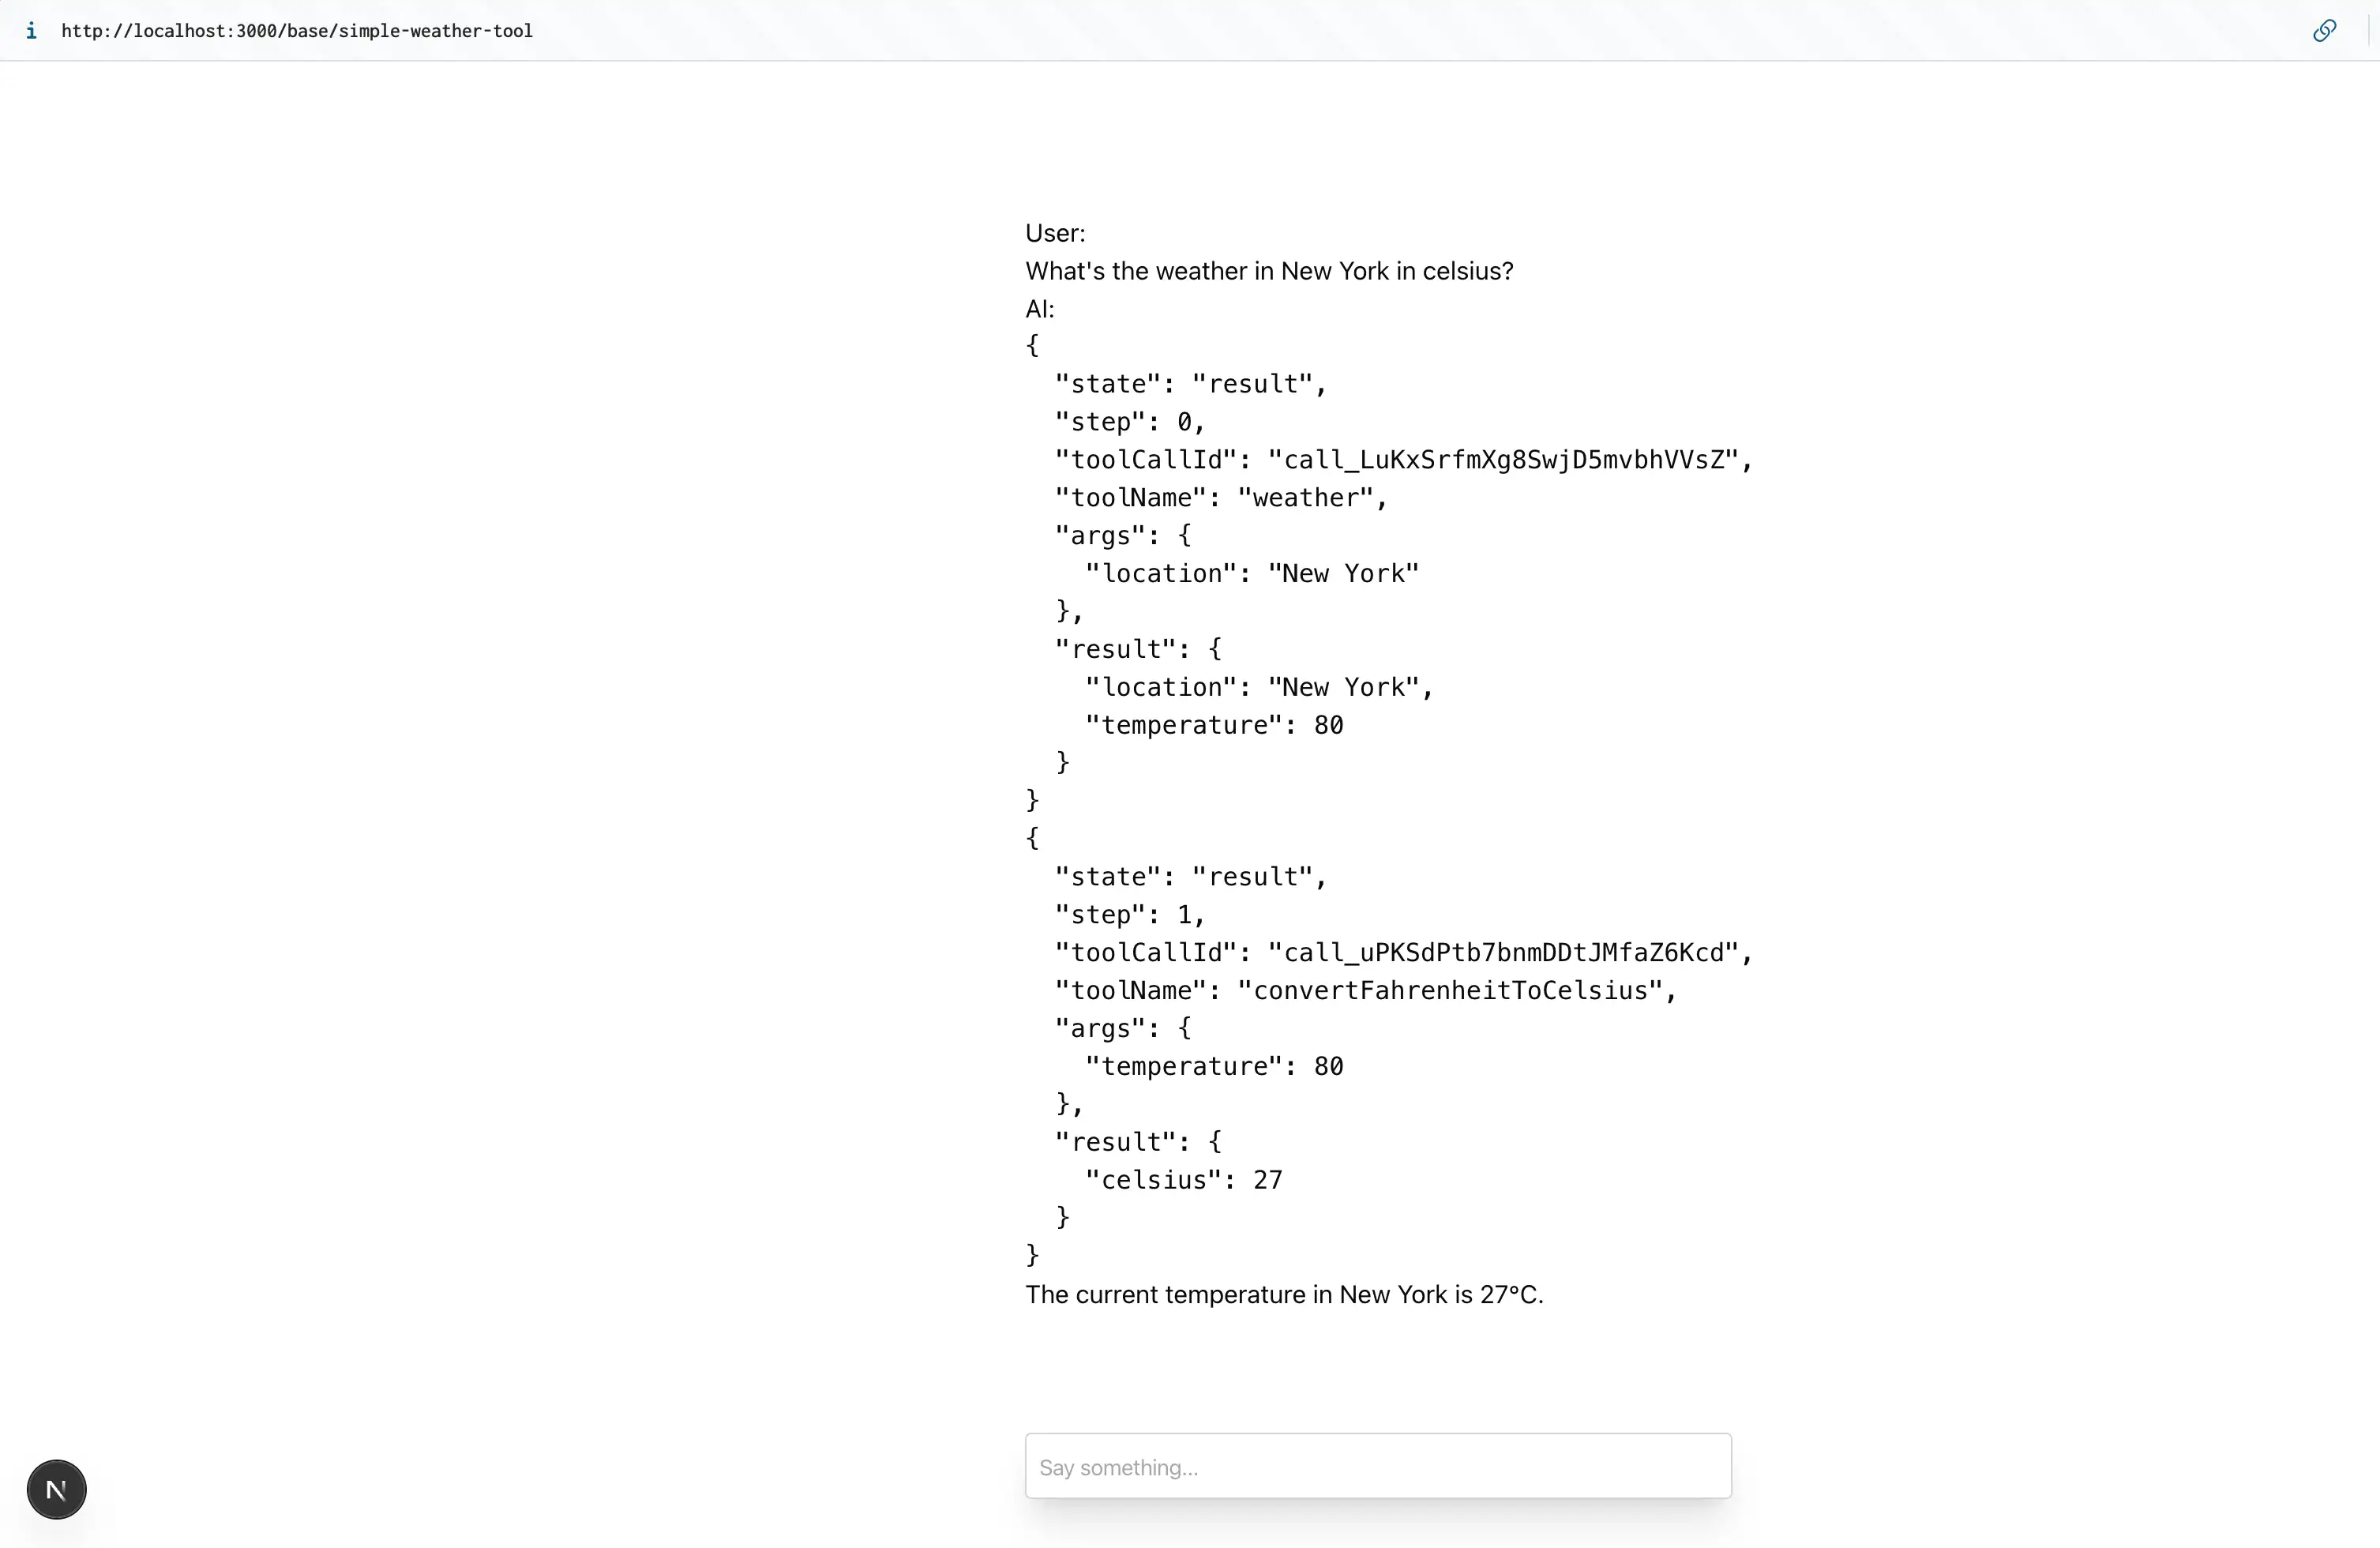 i http://localhost:3000/base/simple-weather-tool
User:
What's the weather in New York in celsius?
AI:
{
  "state": "result",
  "step": 0,
  "toolCallId": "call_LuKxSrfmXg8SwjD5mvbhVVsZ",
  "toolName": "weather",
  "args": {
    "location": "New York"
  },
  "result": {
    "location": "New York",
    "temperature": 80
  }
}
{
  "state": "result",
  "step": 1,
  "toolCallId": "call_uPKSdPtb7bnmDDtJMfaZ6Kcd",
  "toolName": "convertFahrenheitToCelsius",
  "args": {
    "temperature": 80
  },
  "result": {
    "celsius": 27
  }
}
The current temperature in New York is 27°C.
Say something...
N